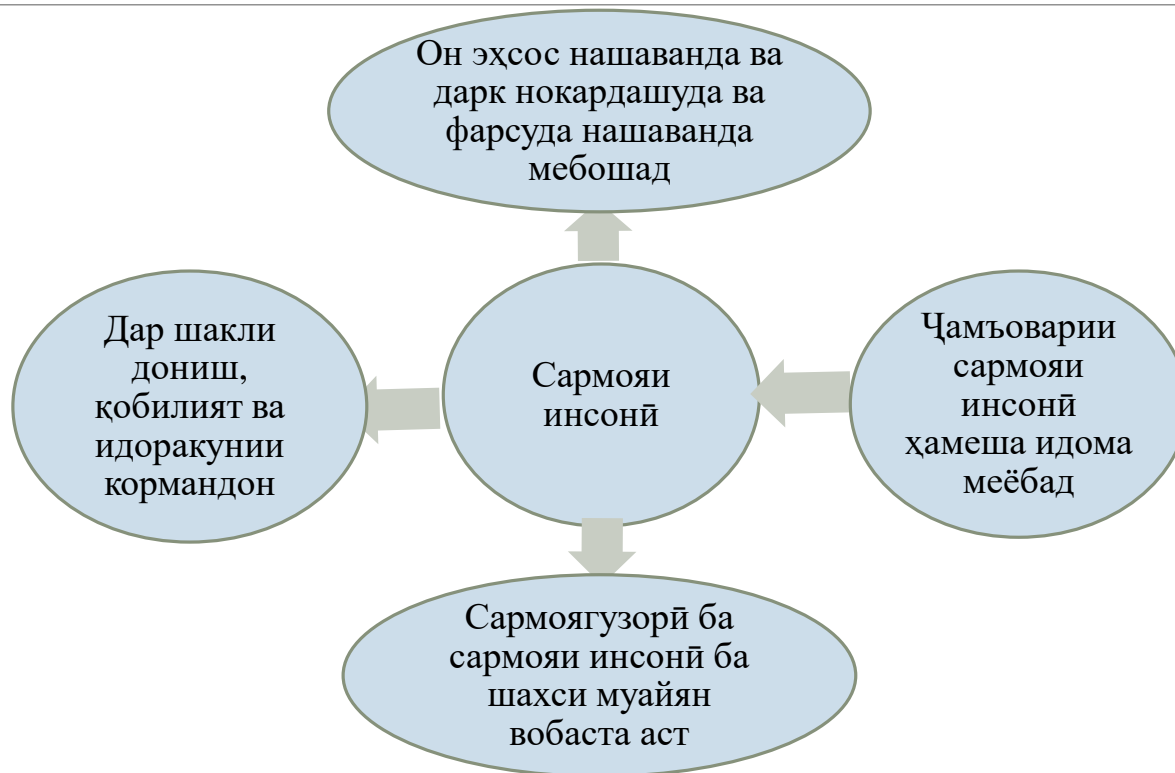 Он эҳсос нашаванда ва
дарк нокардашуда ва
фарсуда нашаванда
мебошад
Дар шакли
дониш,
қобилият ва
идоракунии
кормандон
Сармояи
инсонӣ
Ҷамъоварии
сармояи
инсонӣ
ҳамеша идома
меёбад
Сармоягузорӣ ба
сармояи инсонӣ ба
шахси муайян
вобаста аст